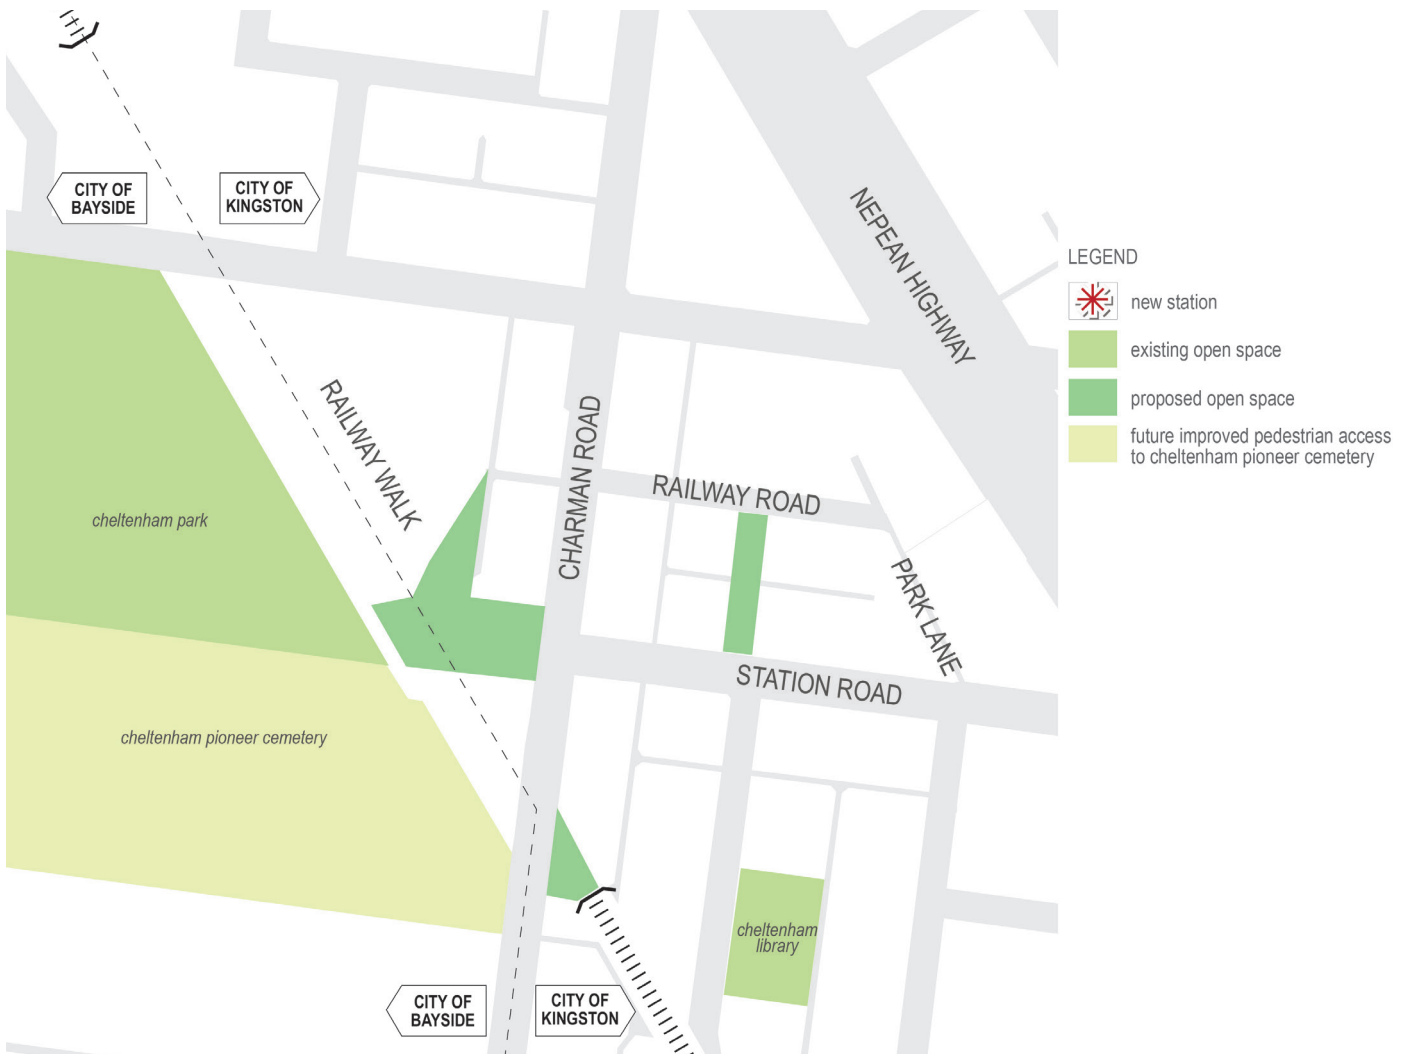 CITY OF
BAYSIDE
CITY OF
KINGSTON
NEPEAN HIGHWAY
LEGEND
new station
existing open space
proposed open space
future improved pedestrian access
to cheltenham pioneer cemetery
RAILWAY WALK
CHARMAN ROAD
RAILWAY ROAD
cheltenham park
PARK LANE
STATION ROAD
cheltenham pioneer cemetery
cheltenham
library
CITY OF
BAYSIDE
CITY OF
KINGSTON